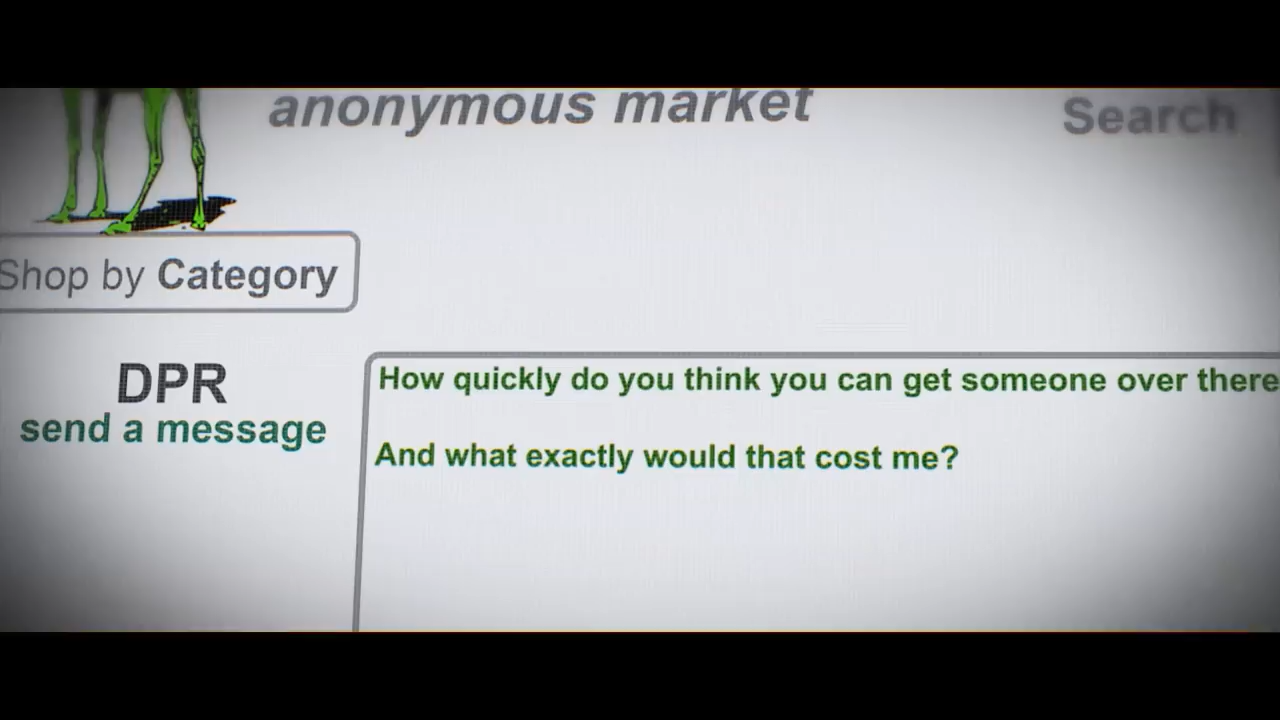 anonymous market
Search
Shop by Category
DPR
send a message
How quickly do you think you can get someone over there
And what exactly would that cost me?